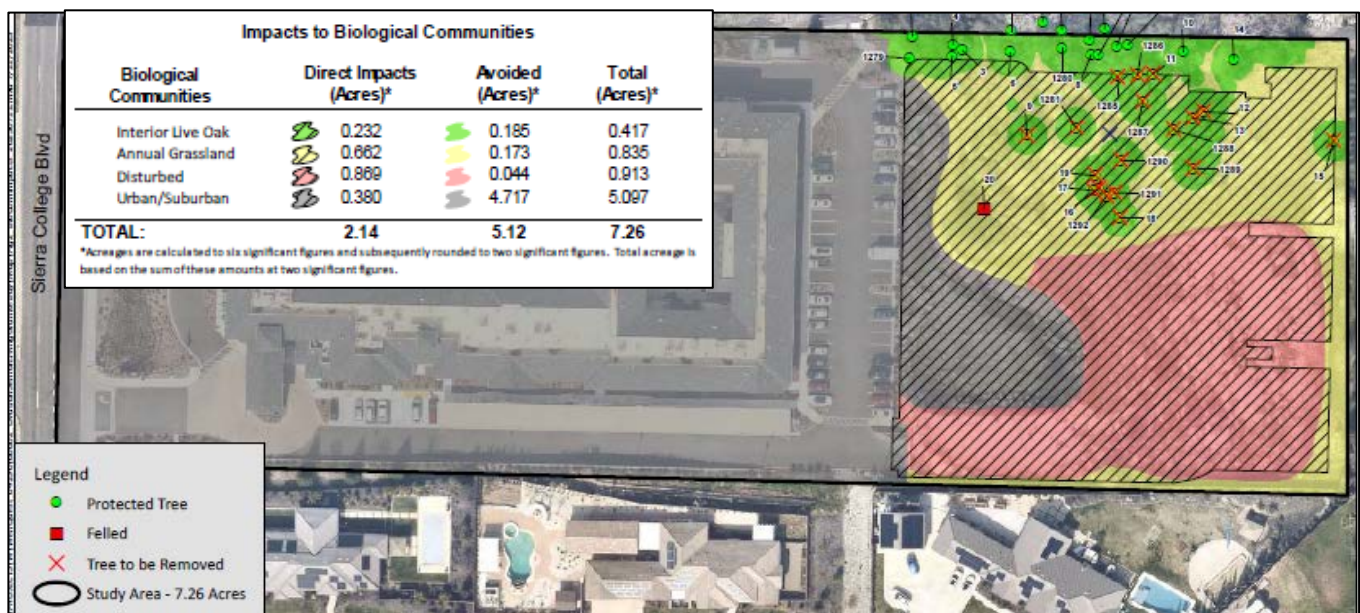 Impacts to Biological Communities
Biological Communities Direct Impacts (Acres)* Avoided (Acres)* Total (Acres)*
Interior Live Oak 0.232 0.185 0.417
Annual Grassland 0.662 0.173 0.835
Disturbed 0.869 0.044 0.913
Urban/Suburban 0.380 4.717 5.097
TOTAL: 2.14 5.12 7.26
*Acreages are calculated to six significant figures and subsequently rounded to two significant figures. Total acreage is
based on the sum of these amounts at two significant figures.
Sierra College Blvd
4
10
14
1279
5
3
6
1280
8
1286
11
9
1281
1285
1287
12
13
1288
1289
15
1290
19
17
1291
16
18
1292
20
Legend
Protected Tree
Felled
Tree to be Removed
Study Area - 7.26 Acres